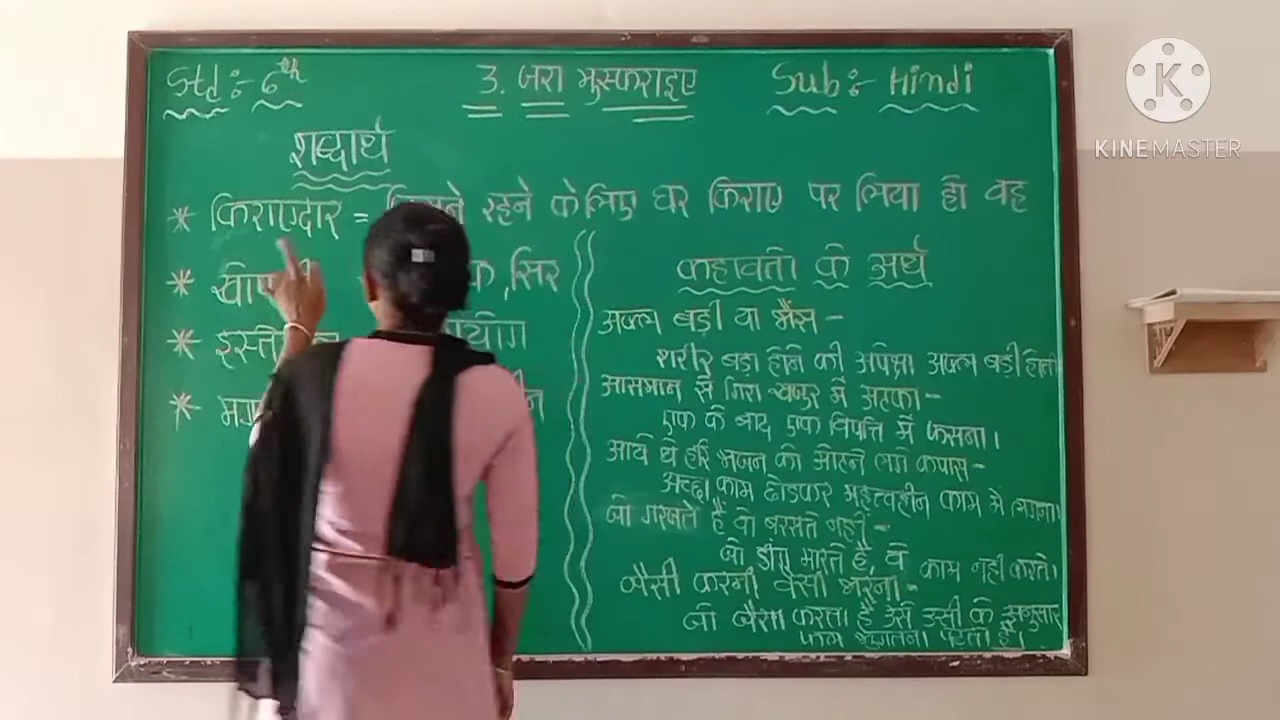 Std :- 6th
3. जरा मुस्कराइए
Sub :- Hindi
शब्दार्थ
* किराएदार = रहने के लिए घर किराए पर लिया हो वह
* सिर
*
*
कहावतो के अर्थ
अक्ल बड़ी या भैंस -
शरीर बड़ा होने की अपेक्षा अक्ल बड़ी होती
आसमान से गिरा खजुर में अटका -
एक के बाद एक विपत्ति में फसना।
आये थे हरि भजन को ओटने लगे कपास -
अच्छा काम छोडकर महत्वहीन काम में लगना।
जो गरजते हैं वो बरसते नहीं -
जो डींग मारते है, वे काम नहीं करते।
जैसी करनी वैसी भरना -
जो जैसा करता है उसे उसी के अनुसार
फल भुगतना पड़ता है।
KINEMASTER